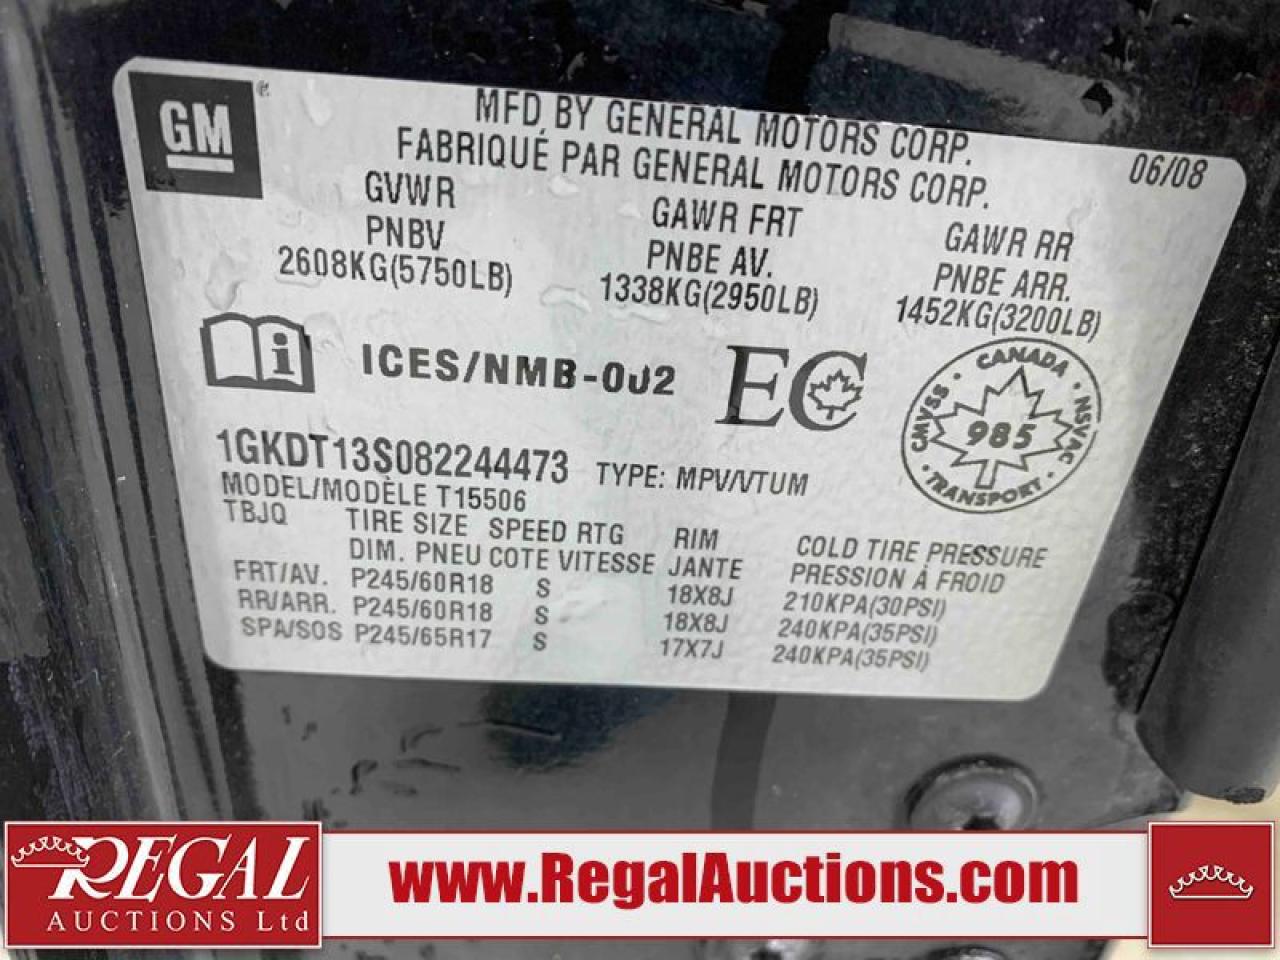 GM
®
MFD BY GENERAL MOTORS CORP.
FABRIQUÉ PAR GENERAL MOTORS CORP.
06/08
GVWR
PNBV
2608KG(5750LB)
GAWR FRT
PNBE AV.
1338KG(2950LB)
GAWR RR
PNBE ARR.
1452KG(3200LB)
i
ICES/NMB-002
EC
CANADA
CMVSS · NSVAC
985
TRANSPORT
1GKDT13S082244473 TYPE: MPV/VTUM
MODEL/MODÈLE T15506
TBJQ TIRE SIZE SPEED RTG RIM COLD TIRE PRESSURE
DIM. PNEU COTE VITESSE JANTE PRESSION À FROID
FRT/AV. P245/60R18 S 18X8J 210KPA(30PSI)
RR/ARR. P245/60R18 S 18X8J 240KPA(35PSI)
SPA/SOS P245/65R17 S 17X7J 240KPA(35PSI)
REGAL
AUCTIONS Ltd
www.RegalAuctions.com